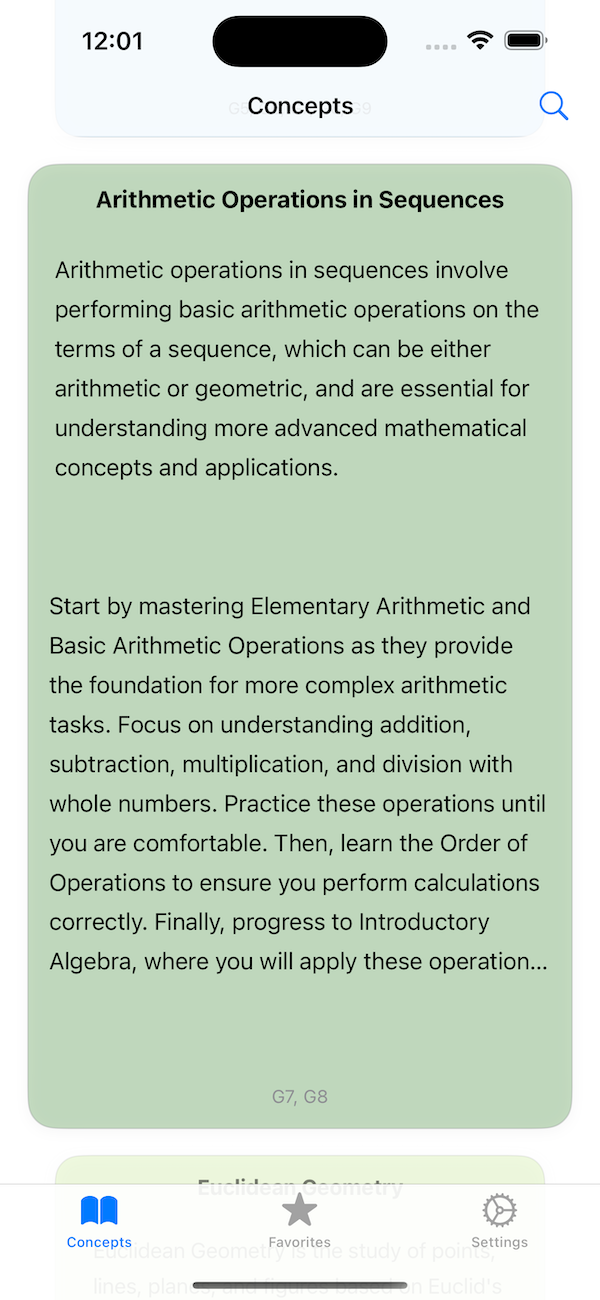 12:01
G8
Concepts
G9
Arithmetic Operations in Sequences
Arithmetic operations in sequences involve
performing basic arithmetic operations on the
terms of a sequence, which can be either
arithmetic or geometric, and are essential for
understanding more advanced mathematical
concepts and applications.
Start by mastering Elementary Arithmetic and
Basic Arithmetic Operations as they provide
the foundation for more complex arithmetic
tasks. Focus on understanding addition,
subtraction, multiplication, and division with
whole numbers. Practice these operations until
you are comfortable. Then, learn the Order of
Operations to ensure you perform calculations
correctly. Finally, progress to Introductory
Algebra, where you will apply these operation...
G7, G8
Euclidean Geometry
Concepts
Favorites
Settings
Euclidean Geometry is the study of points,
lines, planes, and figures based on Euclid's